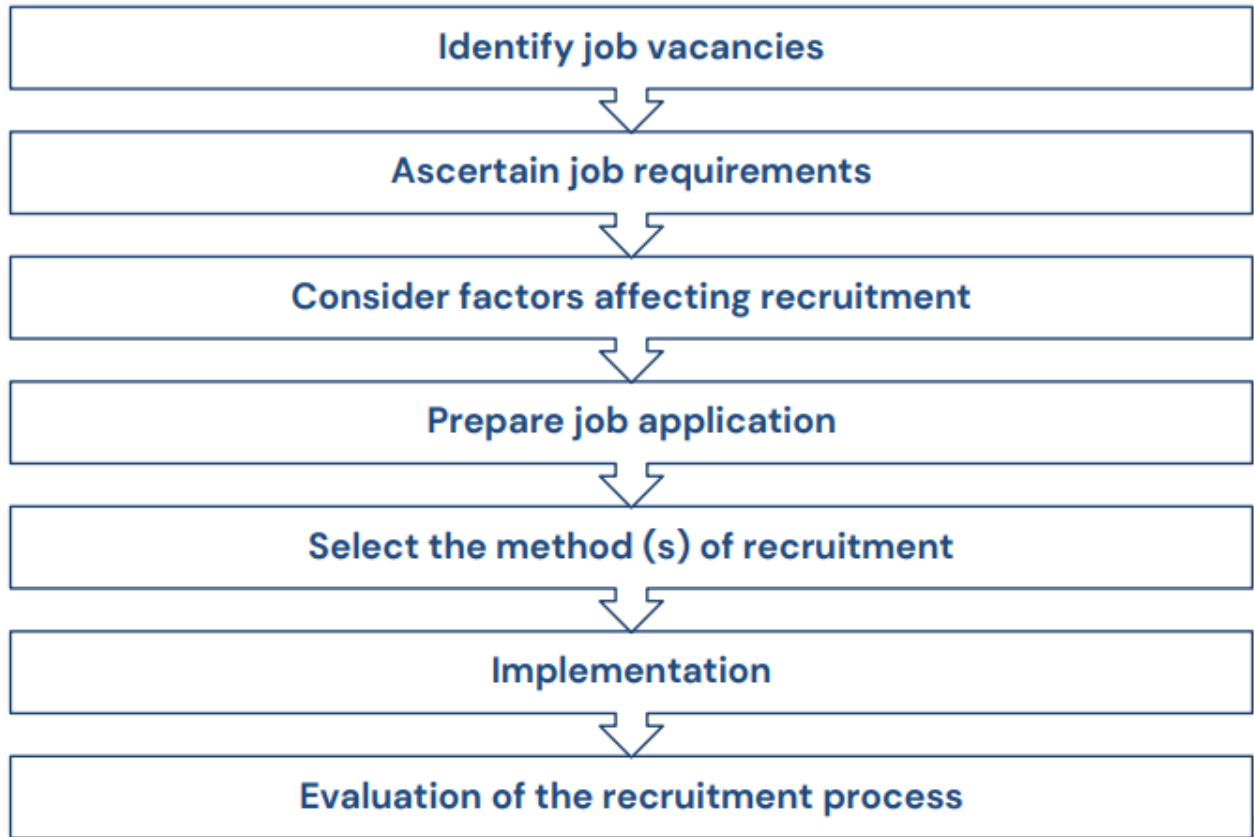 Identify job vacancies
Ascertain job requirements
Consider factors affecting recruitment
Prepare job application
Select the method (s) of recruitment
Implementation
Evaluation of the recruitment process